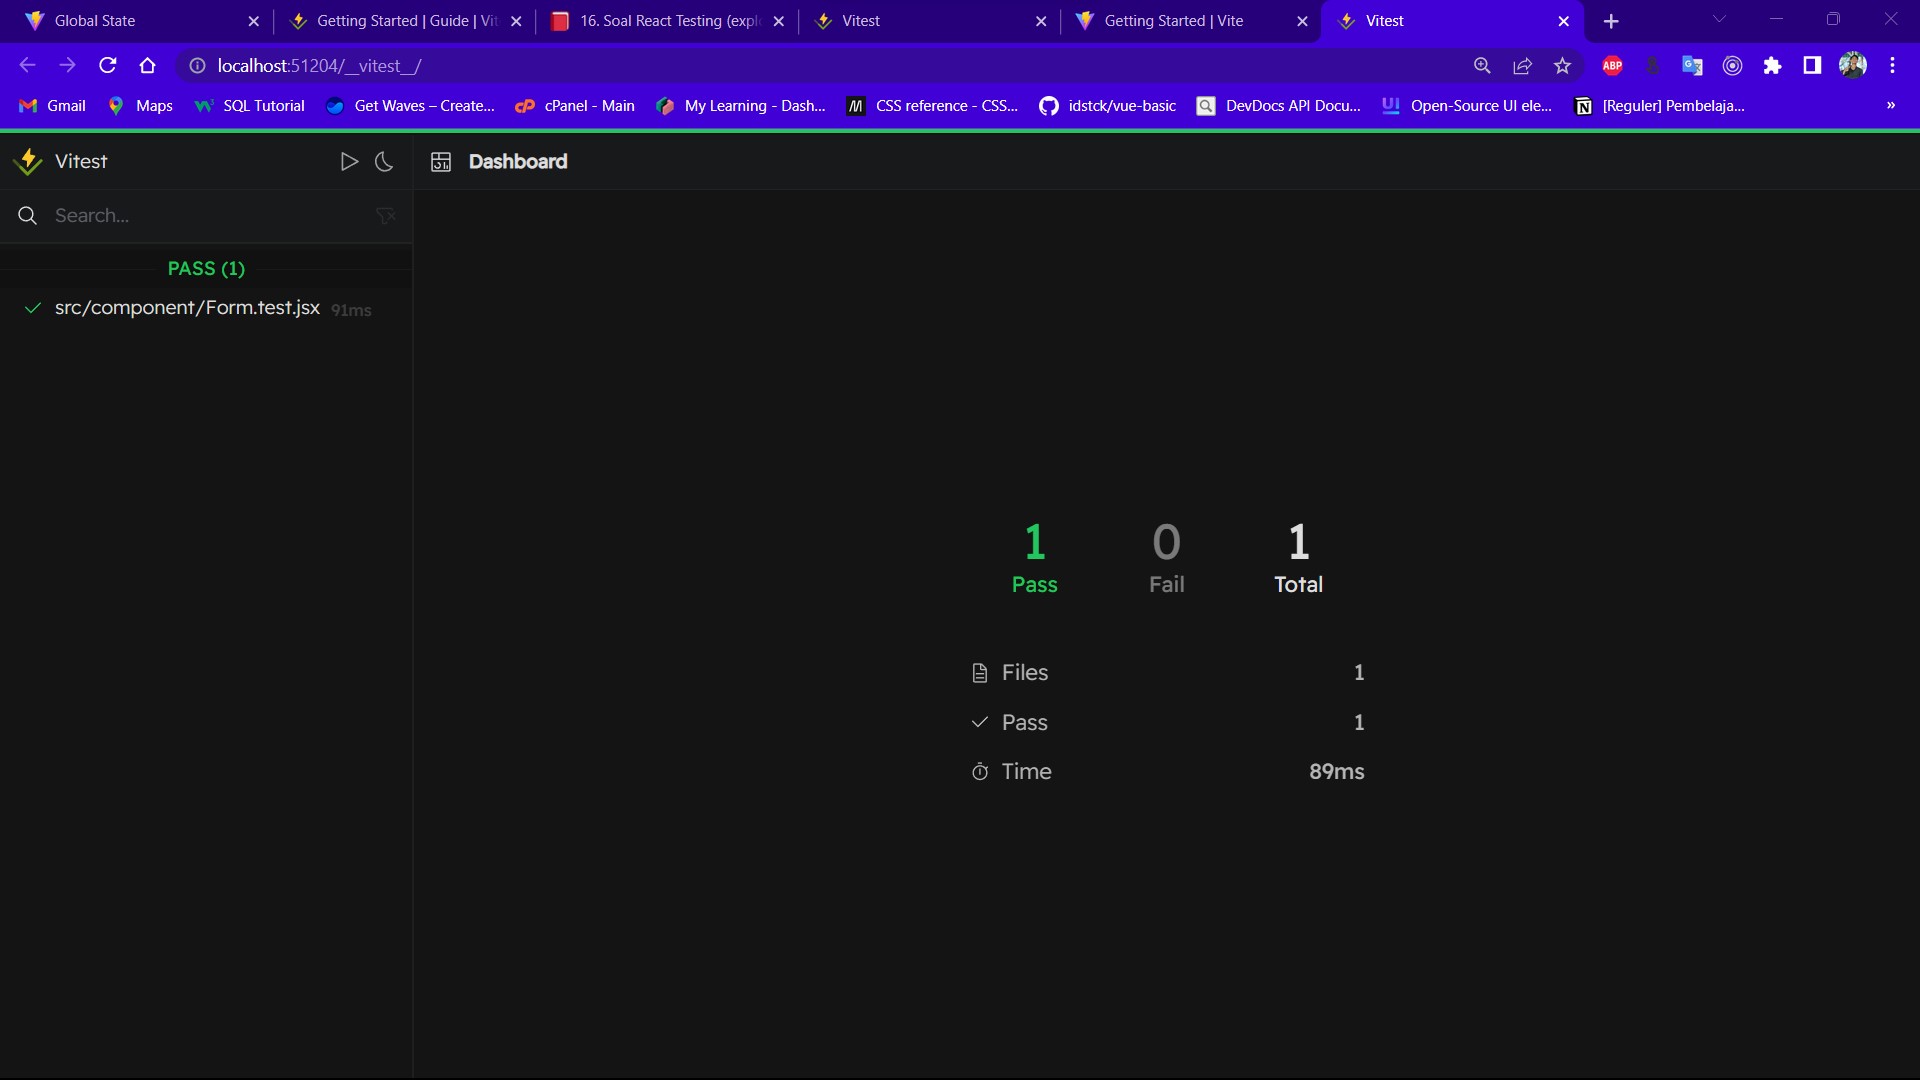 Global State
Getting Started | Guide | Vit
16. Soal React Testing (explo
Vitest
Getting Started | Vite
Vitest
localhost:51204/__vitest__/
ABP
Gmail
Maps
SQL Tutorial
Get Waves – Create...
cPanel - Main
My Learning - Dash...
CSS reference - CSS...
idstck/vue-basic
DevDocs API Docu...
Open-Source UI ele...
[Reguler] Pembelaja...
»
Vitest
Dashboard
Search...
PASS (1)
src/component/Form.test.jsx 91ms
1 0 1
Pass Fail Total
Files 1
Pass 1
Time 89ms